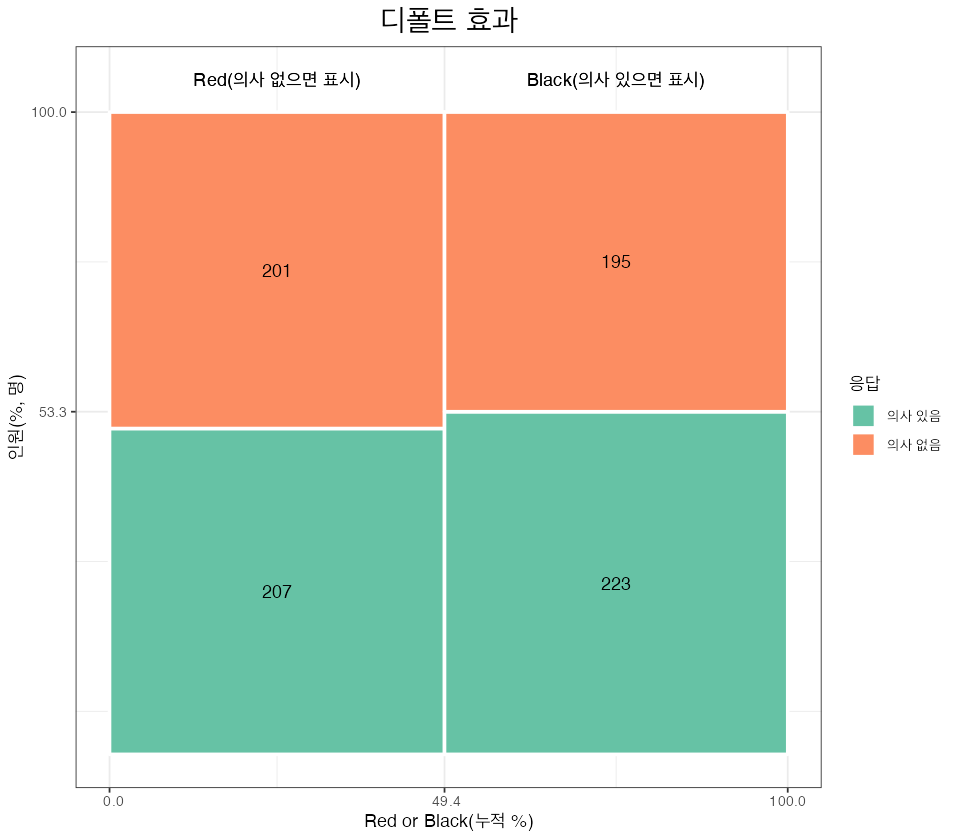 디폴트 효과
Red(의사 없으면 표시)
Black(의사 있으면 표시)
100.0
53.3
인원(%, 명)
201
195
207
223
0.0
49.4
100.0
Red or Black(누적 %)
응답
의사 있음
의사 없음